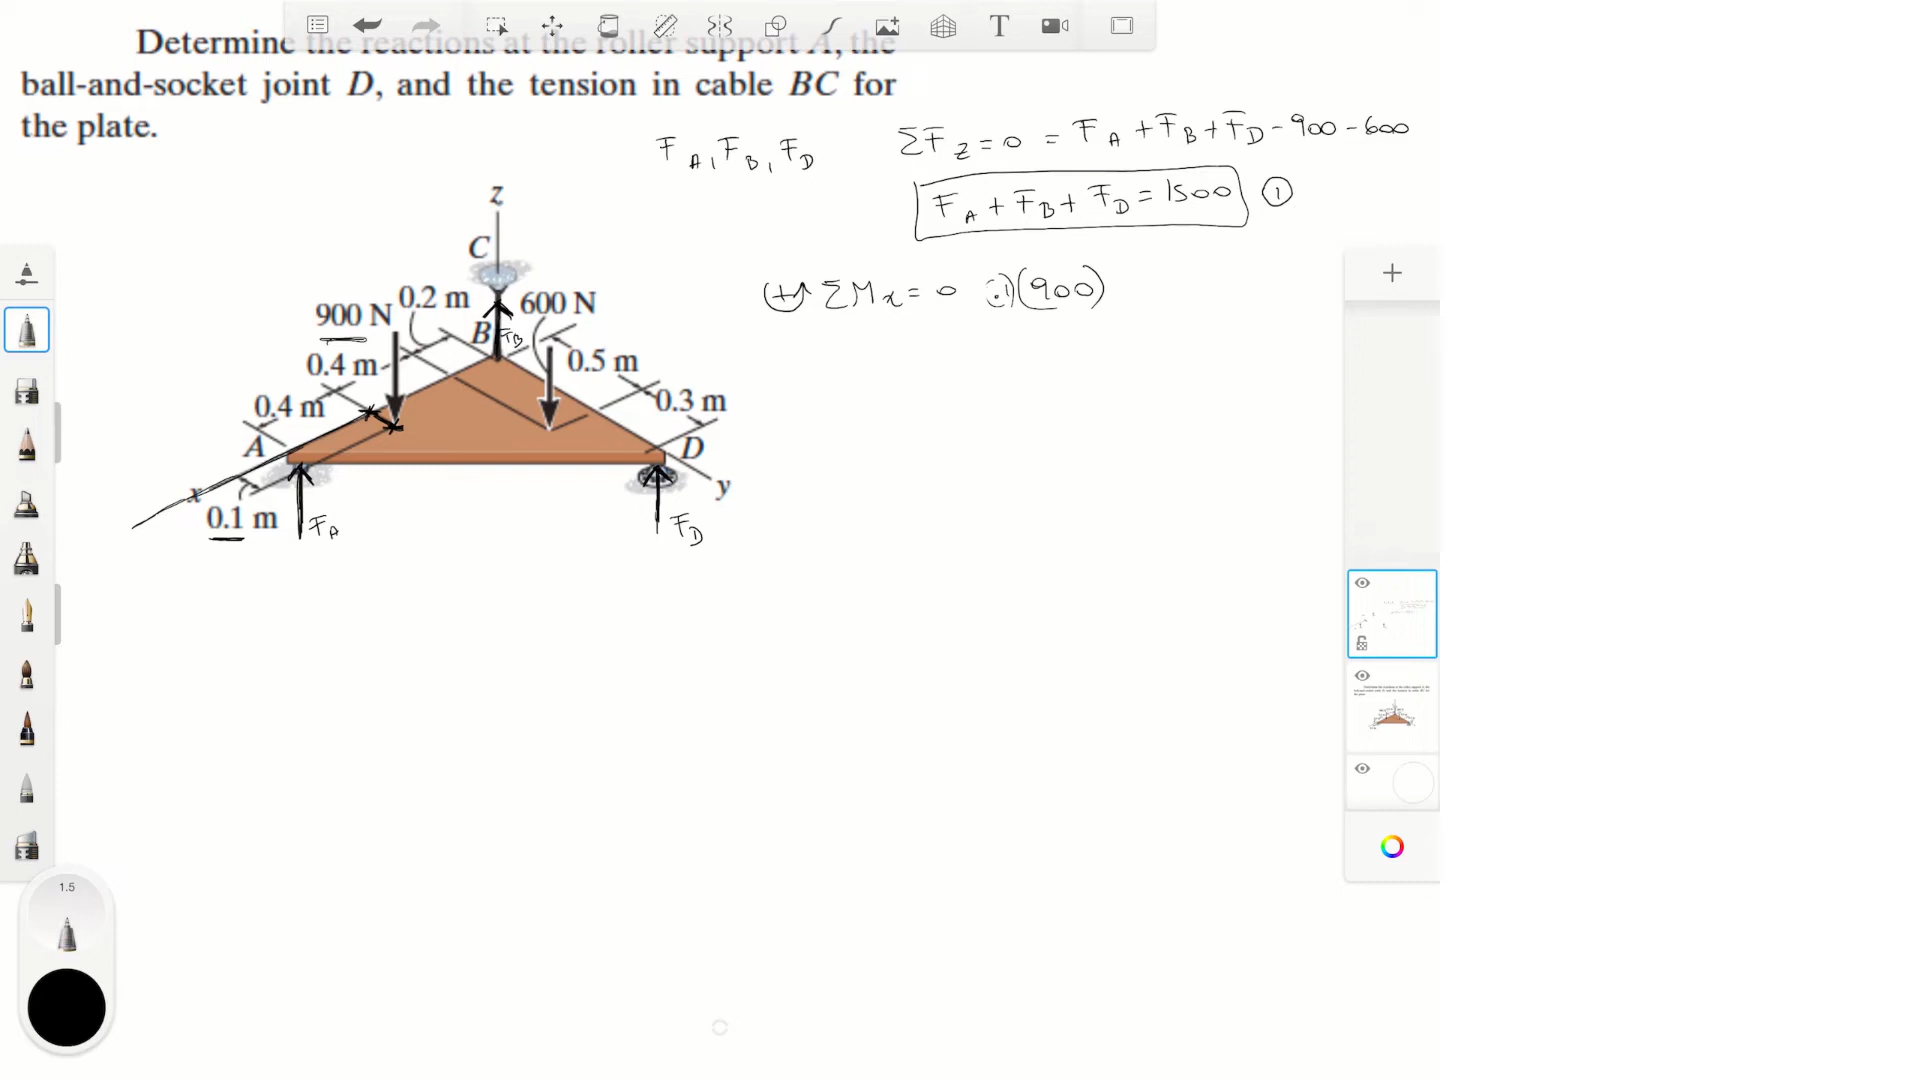 Determine the reactions at the roller support A, the
ball-and-socket joint D, and the tension in cable BC for
the plate.
F_A, F_B, F_D
ΣF_z = 0 = F_A + F_B + F_D - 900 - 600
F_A + F_B + F_D = 1500 ①
ΣM_x = 0 (.1)(900)
z
C
900 N
0.2 m
600 N
B
F_B
0.4 m
0.5 m
0.4 m
0.3 m
A
D
x
y
0.1 m
F_A
F_D
T
1.5